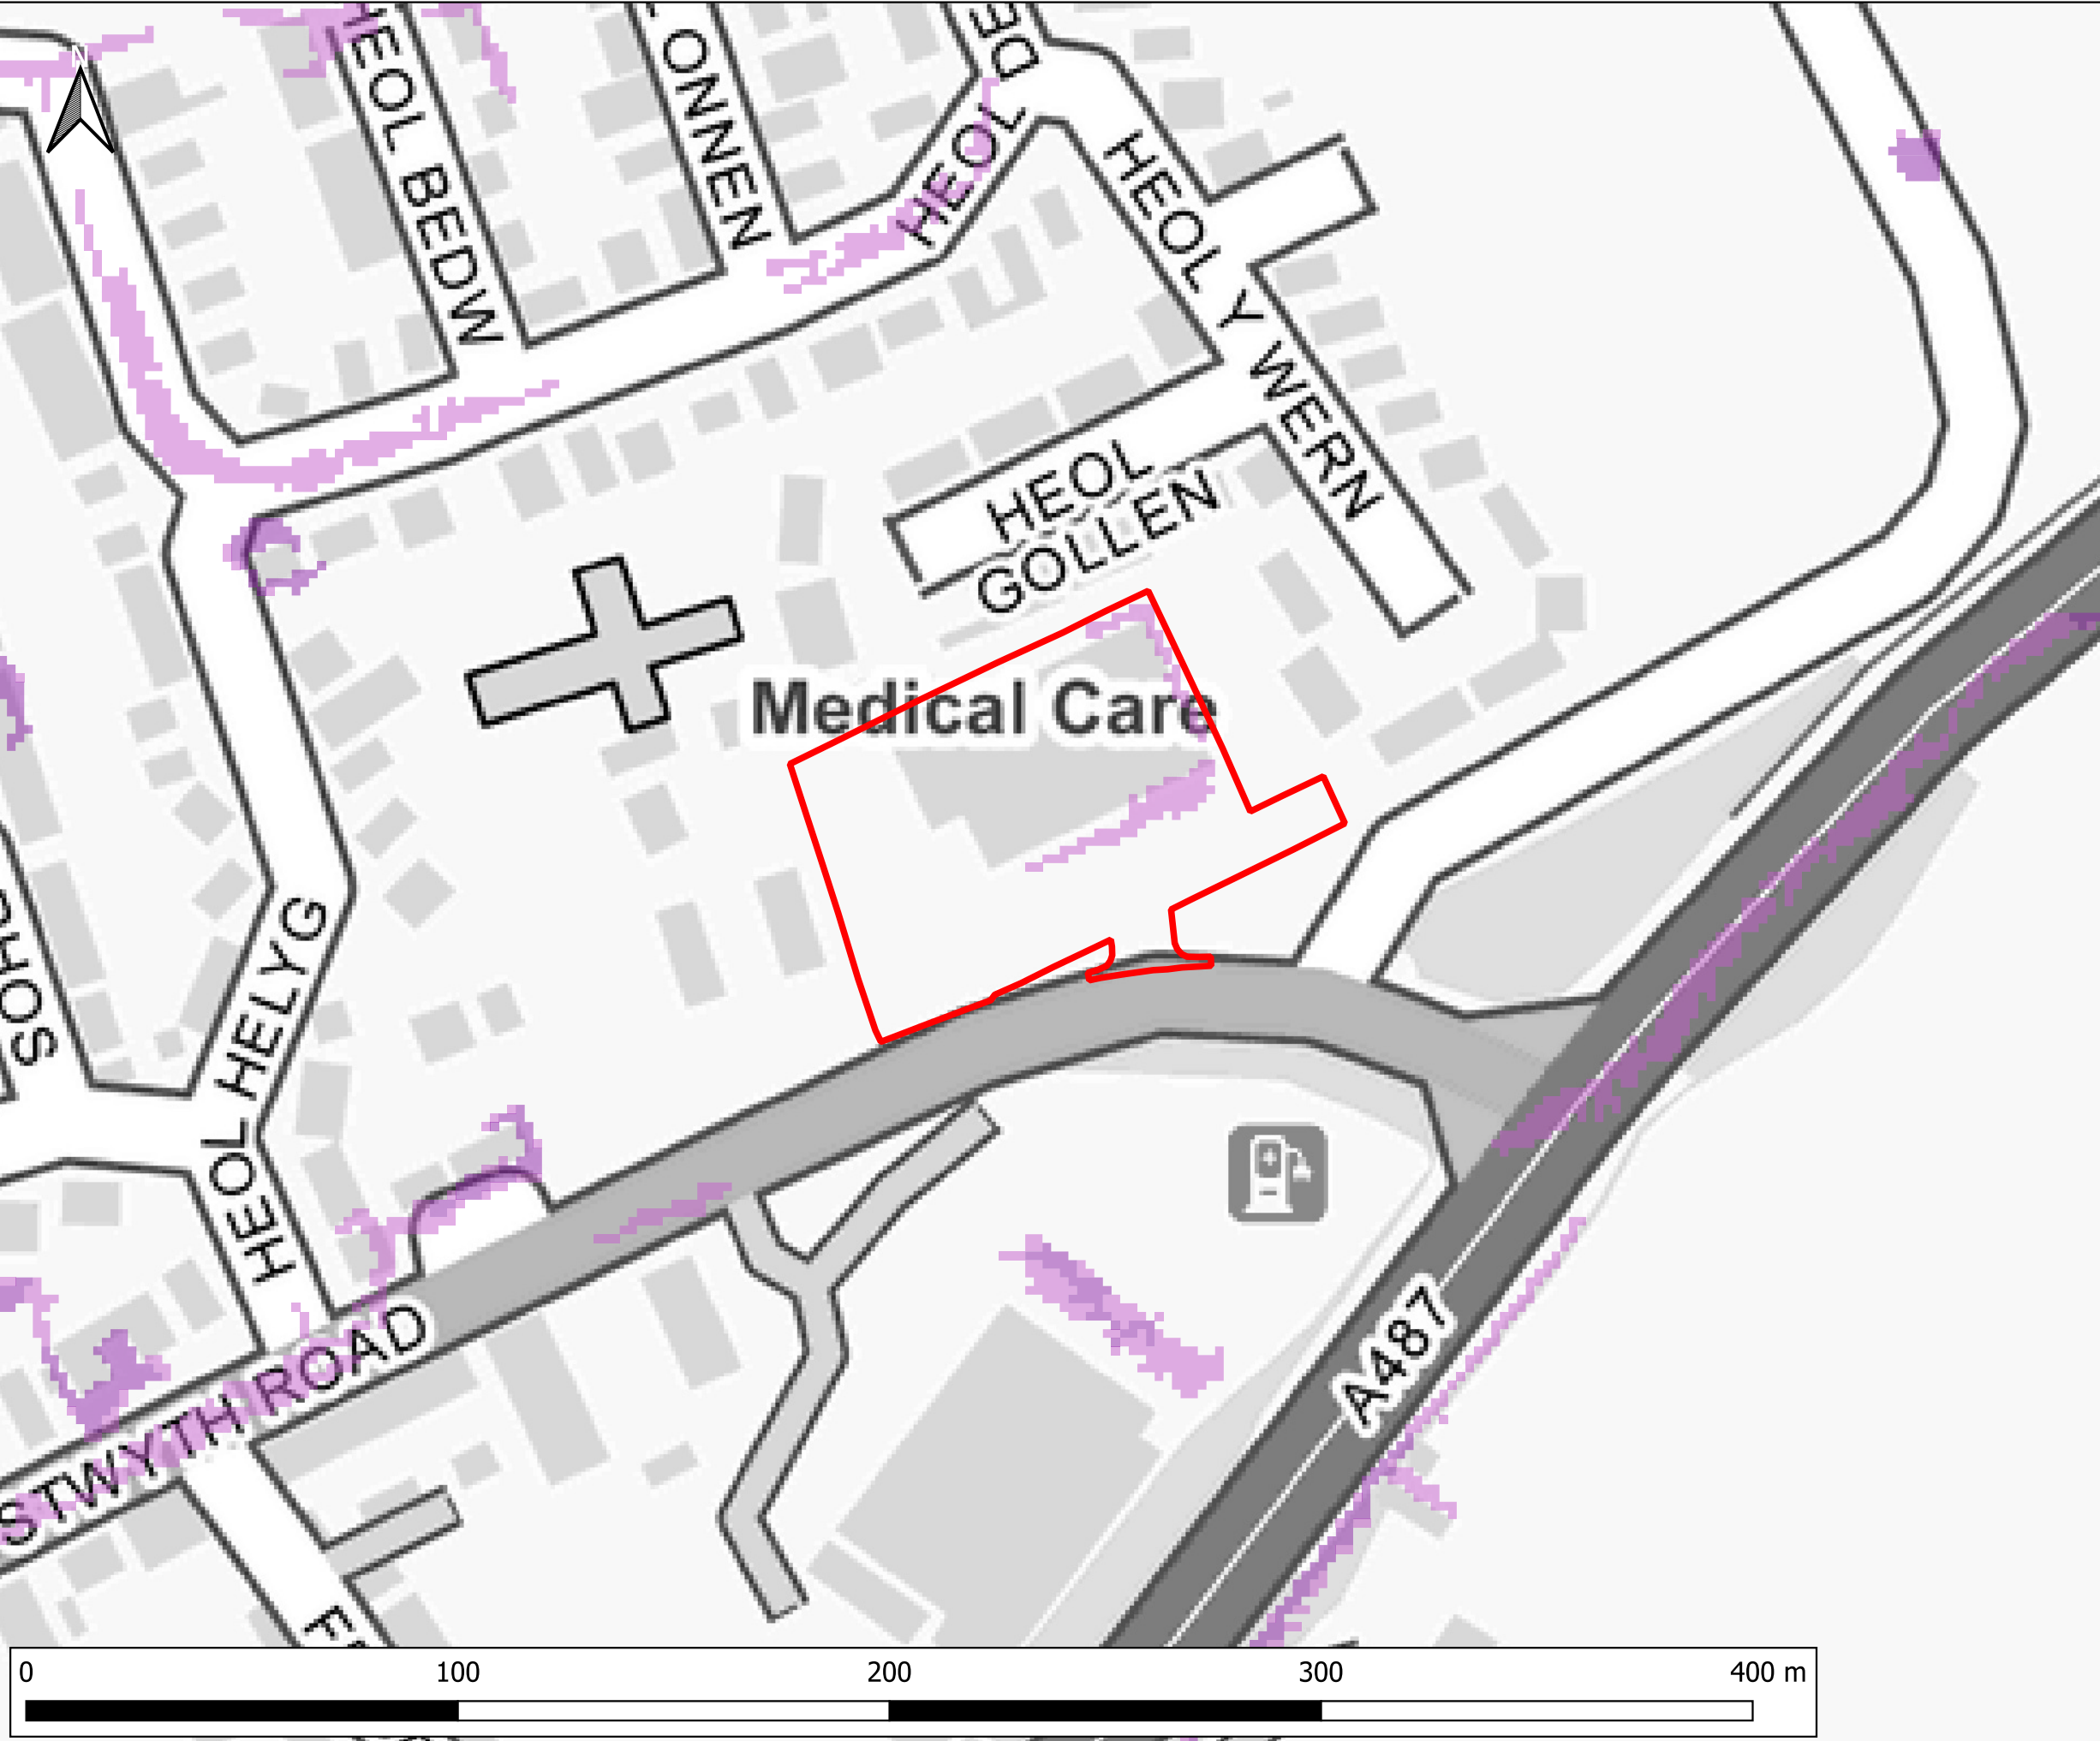 N
HEOL BEDW
ONNEN
HEOL
DE
HEOL Y WERN
HEOL
GOLLEN
Medical Care
HEOL HELYG
HEOL
STWYTH ROAD
A487
0 100 200 300 400 m